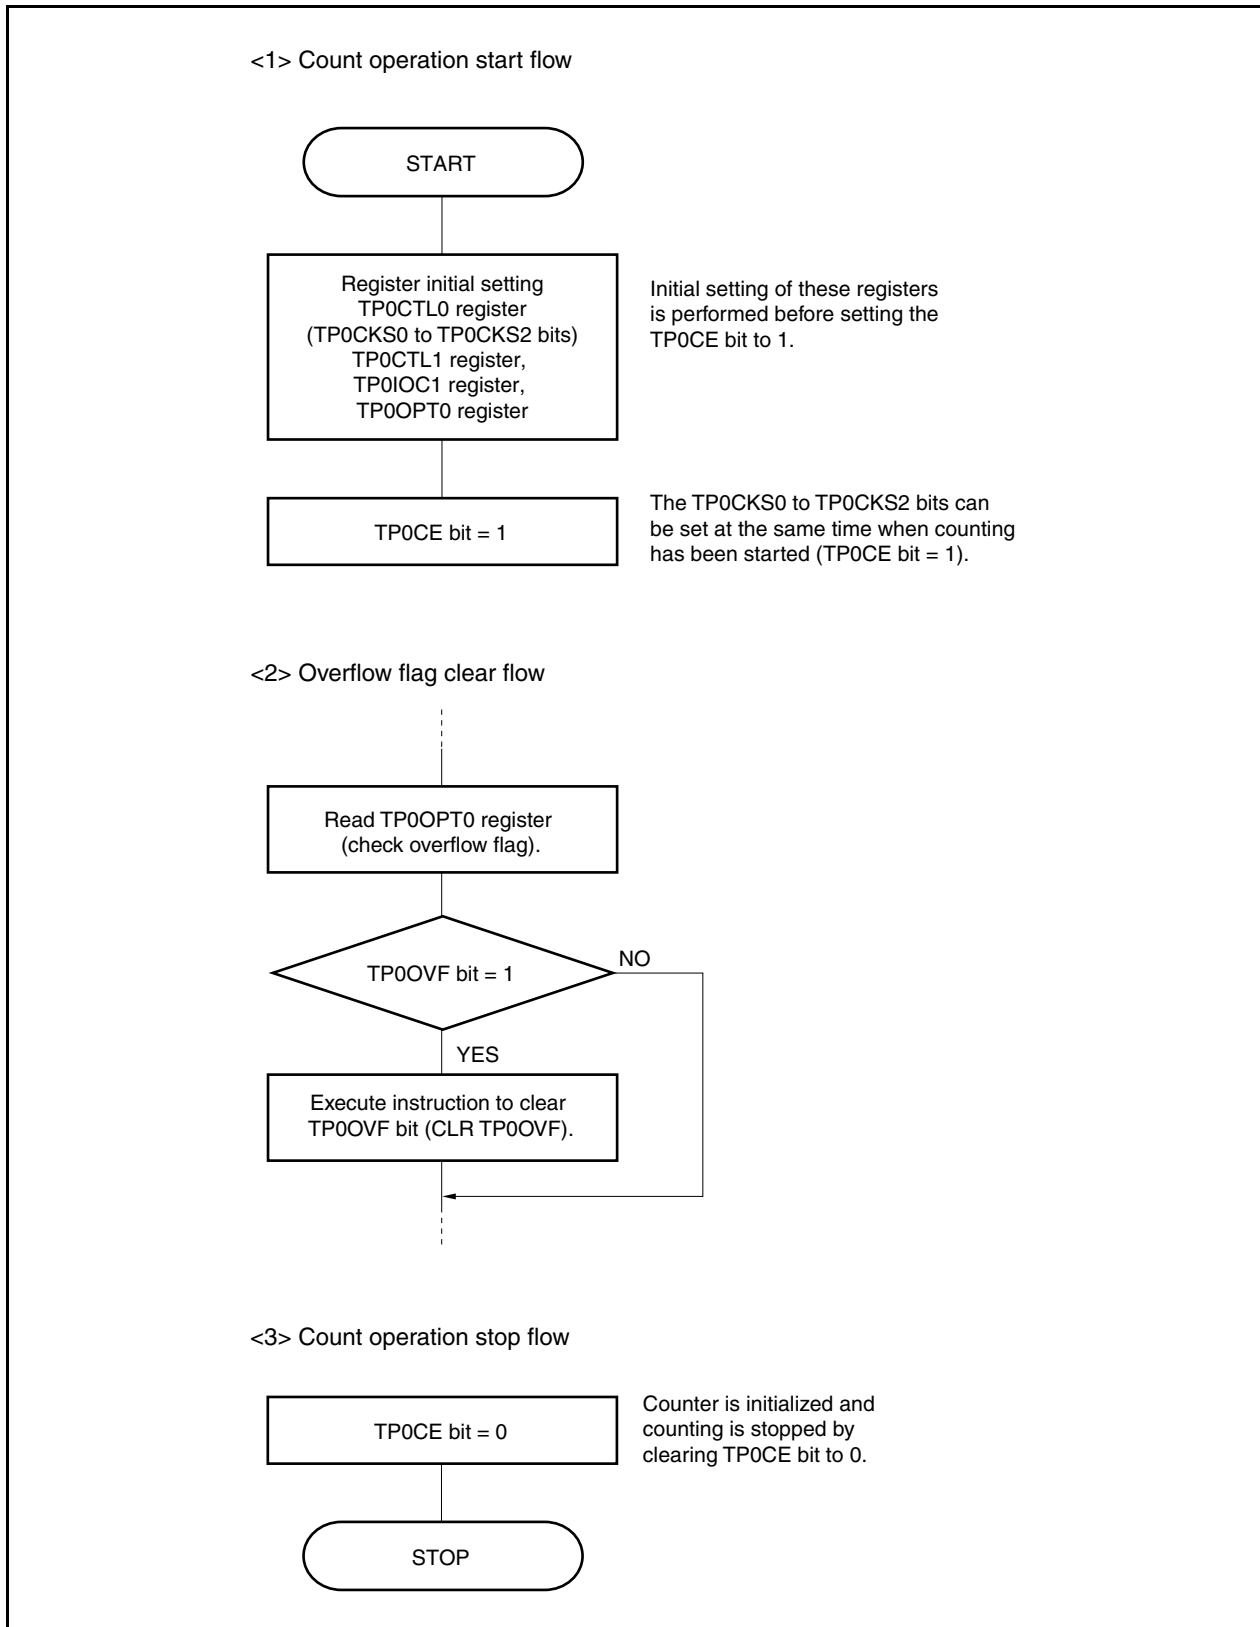 <1> Count operation start flow
START
Register initial setting
TP0CTL0 register
(TP0CKS0 to TP0CKS2 bits)
TP0CTL1 register,
TP0IOC1 register,
TP0OPT0 register
Initial setting of these registers
is performed before setting the
TP0CE bit to 1.
TP0CE bit = 1
The TP0CKS0 to TP0CKS2 bits can
be set at the same time when counting
has been started (TP0CE bit = 1).
<2> Overflow flag clear flow
Read TP0OPT0 register
(check overflow flag).
TP0OVF bit = 1
NO
YES
Execute instruction to clear
TP0OVF bit (CLR TP0OVF).
<3> Count operation stop flow
TP0CE bit = 0
Counter is initialized and
counting is stopped by
clearing TP0CE bit to 0.
STOP